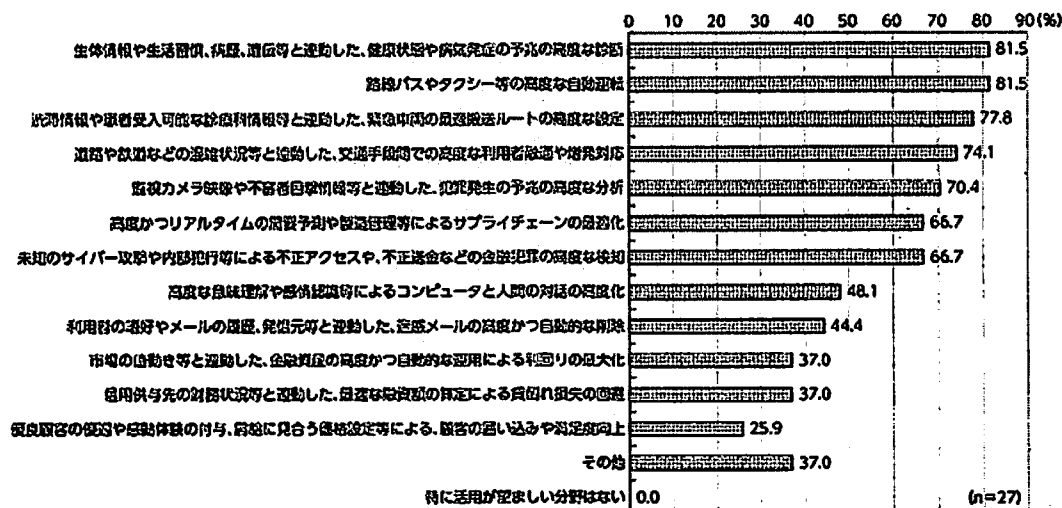 0 10 20 30 40 50 60 70 80 90(%)
生体情報や生活習慣、病歴、遺伝等と連動した、健康状態や病気発症の予兆の高度な診断 81.5
路線バスやタクシー等の高度な自動運転 81.5
渋滞情報や患者受入可能な診療科情報等と連動した、緊急車両の最適搬送ルートの高度な設定 77.8
道路や鉄道などの混雑状況等と連動した、交通手段間での高度な利用者融通や増発対応 74.1
監視カメラ映像や不審者目撃情報等と連動した、犯罪発生の予兆の高度な分析 70.4
高度かつリアルタイムの需要予測や製造管理等によるサプライチェーンの最適化 66.7
未知のサイバー攻撃や内部犯行等による不正アクセスや、不正送金などの金融犯罪の高度な検知 66.7
高度な意味理解や感情認識等によるコンピュータと人間の対話の高度化 48.1
利用者の選好やメールの履歴、発信元等と連動した、迷惑メールの高度かつ自動的な削除 44.4
市場の値動き等と連動した、金融資産の高度かつ自動的な運用による利回りの最大化 37.0
信用供与先の財務状況等と連動した、最適な融資額の算定による貸倒れ損失の回避 37.0
優良顧客の優遇や感動体験の付与、需給に見合う価格設定等による、顧客の囲い込みや満足度向上 25.9
その他 37.0
特に活用が望ましい分野はない 0.0 (n=27)